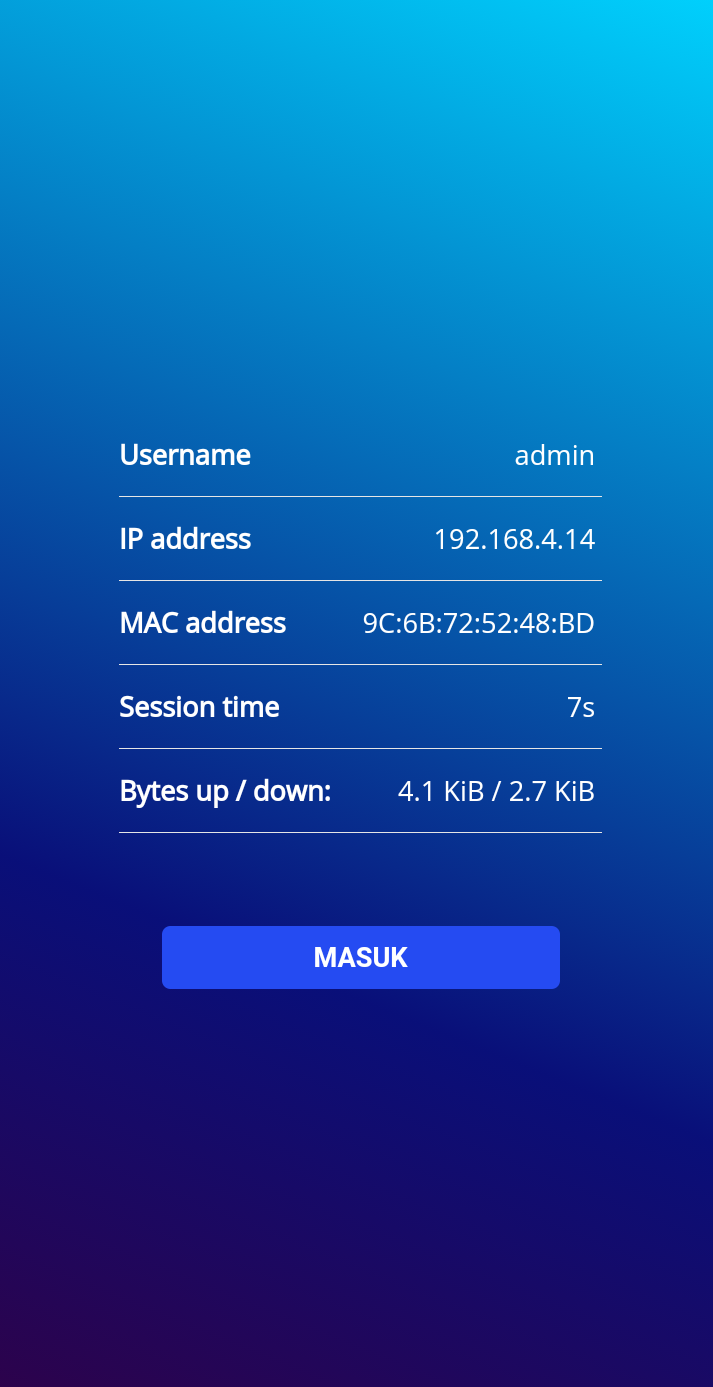 Username admin
IP address 192.168.4.14
MAC address 9C:6B:72:52:48:BD
Session time 7s
Bytes up / down: 4.1 KiB / 2.7 KiB
MASUK